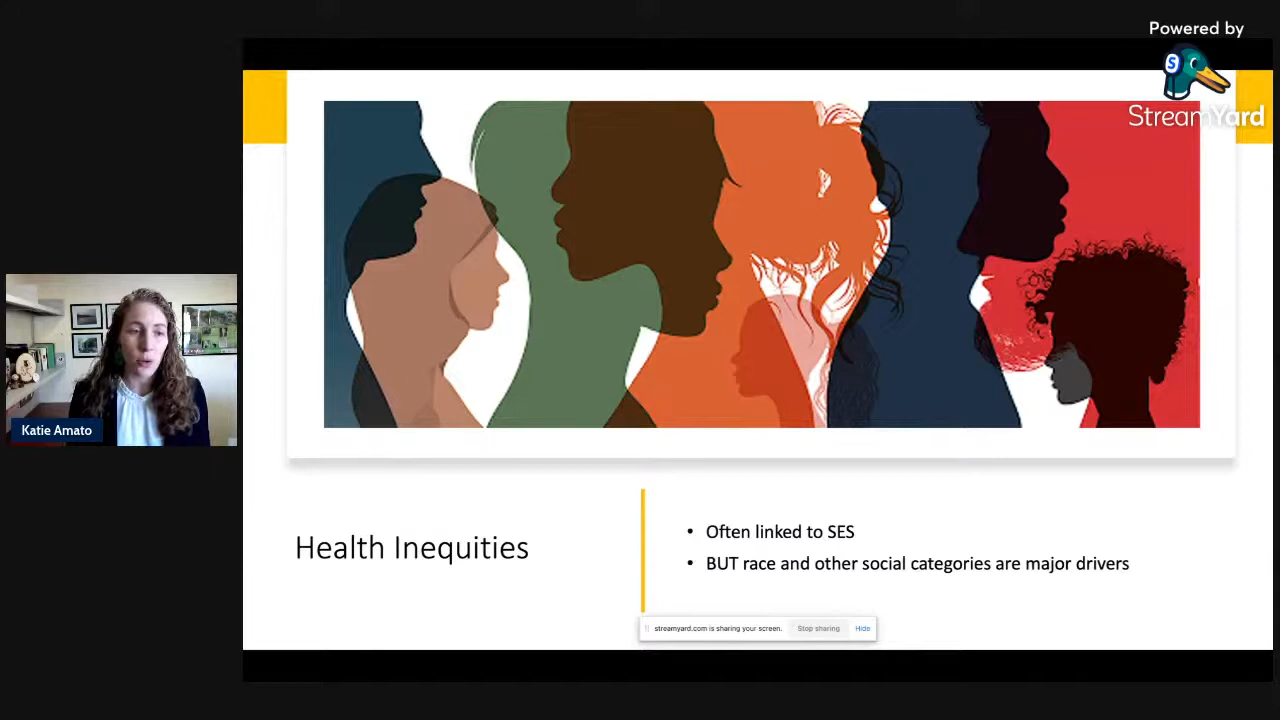 Powered by
StreamYard
Katie Amato
Health Inequities
• Often linked to SES
• BUT race and other social categories are major drivers
streamyard.com is sharing your screen. Stop sharing Hide